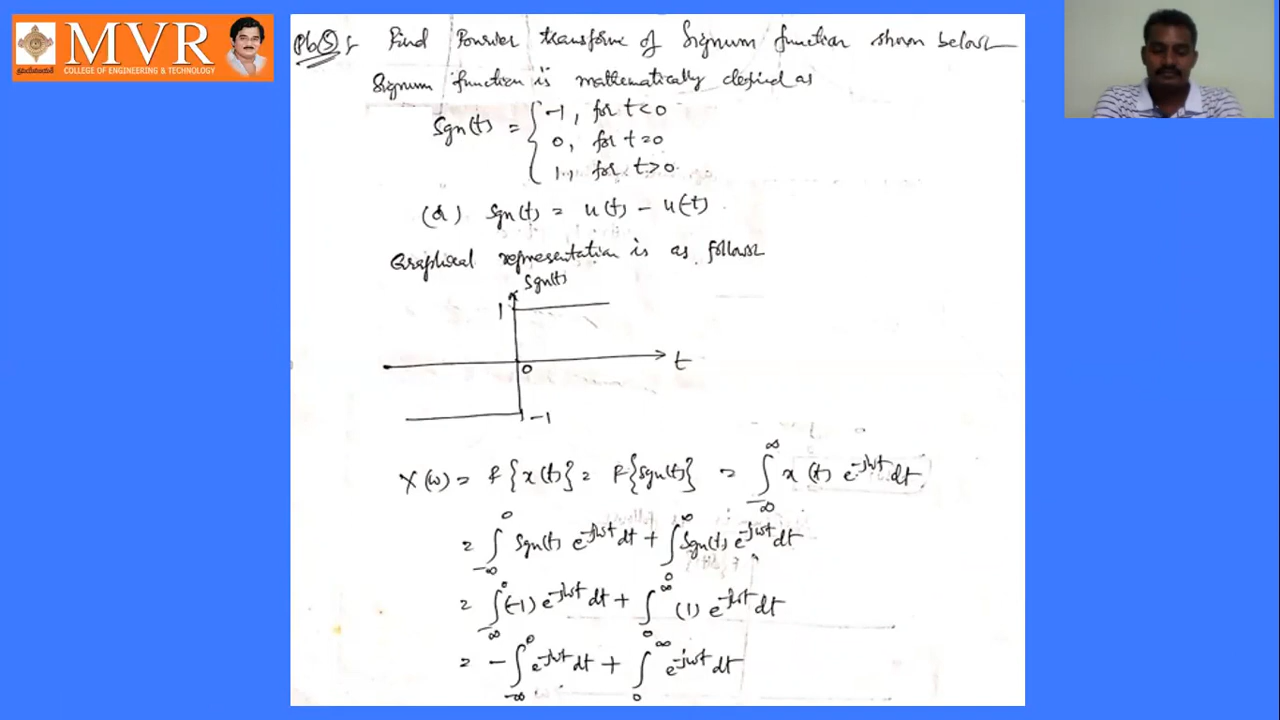 MVR
COLLEGE OF ENGINEERING & TECHNOLOGY
Pb(5):- Find Fourier transform of Signum function shown below
Signum function is mathematically defined as
Sgn(t) = { -1, for t<0
0, for t=0
1, for t>0
(or) Sgn(t) = u(t) - u(-t)
Graphical representation is as follows
Sgn(t)
1
0
t
-1
X(ω) = F{x(t)} = F{Sgn(t)} = ∫_{-∞}^{∞} x(t) e^{-jωt} dt
= ∫_{-∞}^{0} Sgn(t) e^{-jωt} dt + ∫_{0}^{∞} Sgn(t) e^{-jωt} dt
= ∫_{-∞}^{0} (-1) e^{-jωt} dt + ∫_{0}^{∞} (1) e^{-jωt} dt
= - ∫_{-∞}^{0} e^{-jωt} dt + ∫_{0}^{∞} e^{-jωt} dt